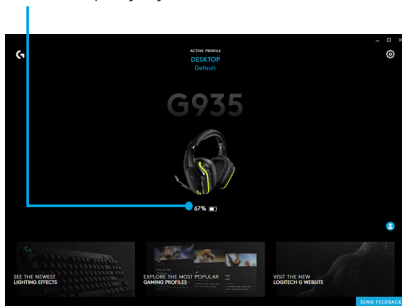 ACTIVE PROFILE
DESKTOP
Default
G935
67%
SEE THE NEWEST
LIGHTING EFFECTS
EXPLORE THE MOST POPULAR
GAMING PROFILES
VISIT THE NEW
LOGITECH G WEBSITE
SEND FEEDBACK